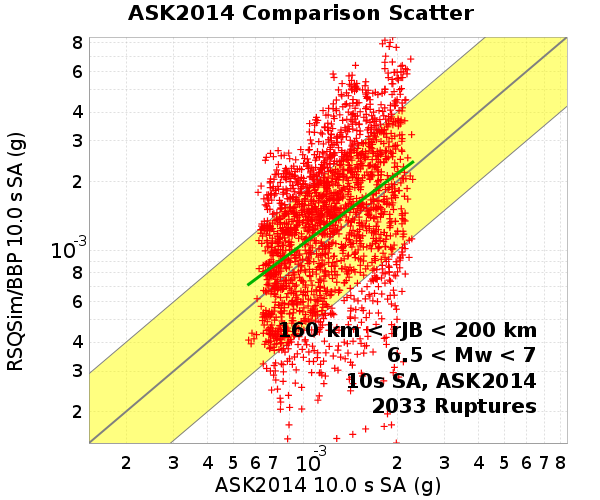 ASK2014 Comparison Scatter
RSQSim/BBP 10.0 s SA (g)
8
6
4
3
2
10-3
8
6
4
3
2
160 km < rJB < 200 km
6.5 < Mw < 7
10s SA, ASK2014
2033 Ruptures
2 3 4 5 6 7 10-3 2 3 4 5 6 7 8
ASK2014 10.0 s SA (g)